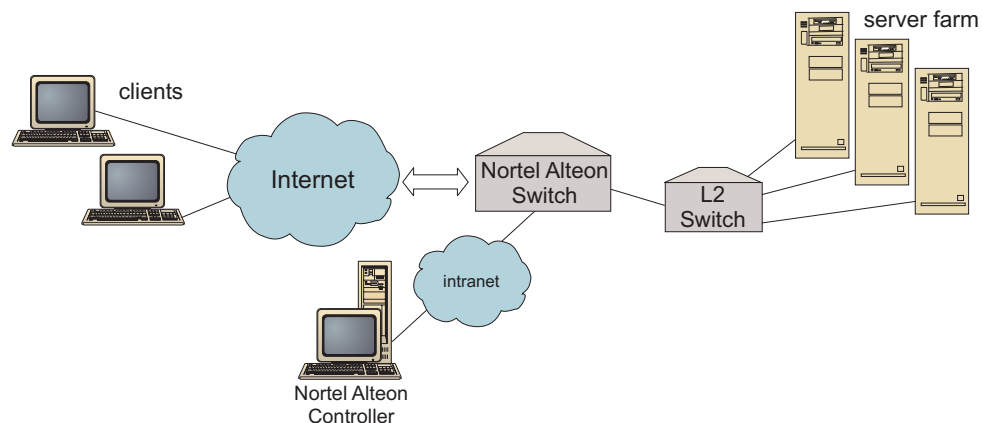 server farm
clients
Internet
Nortel Alteon
Switch
L2
Switch
intranet
Nortel Alteon
Controller